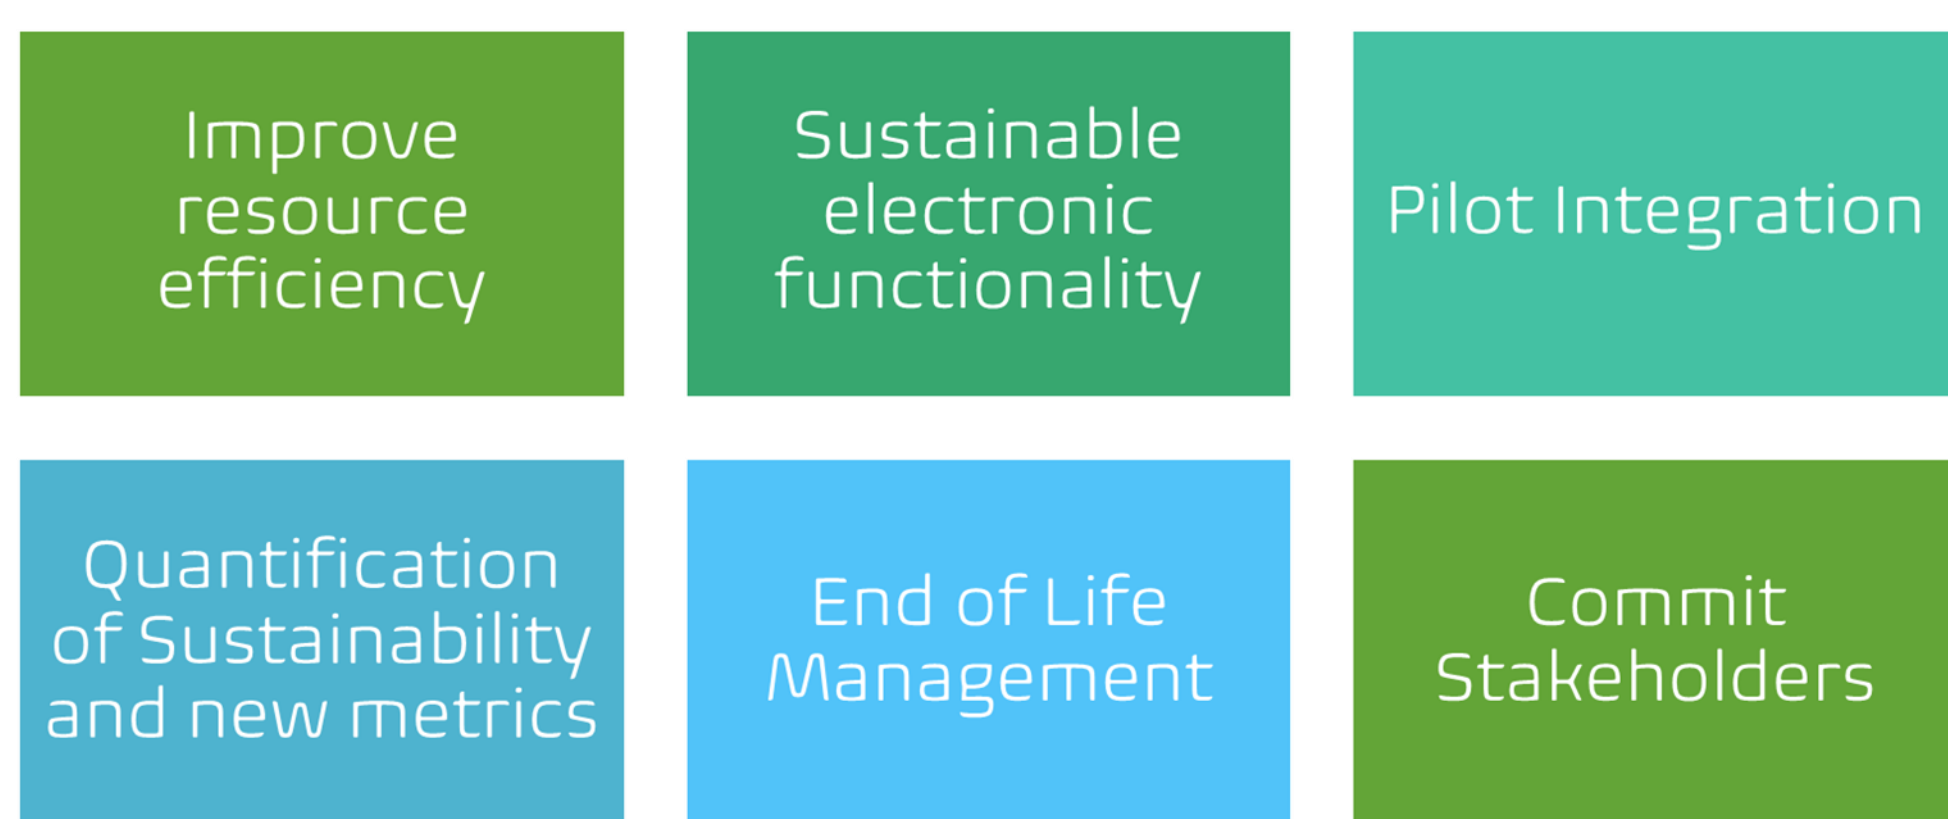 Improve
resource
efficiency
Sustainable
electronic
functionality
Pilot Integration
Quantification
of Sustainability
and new metrics
End of Life
Management
Commit
Stakeholders